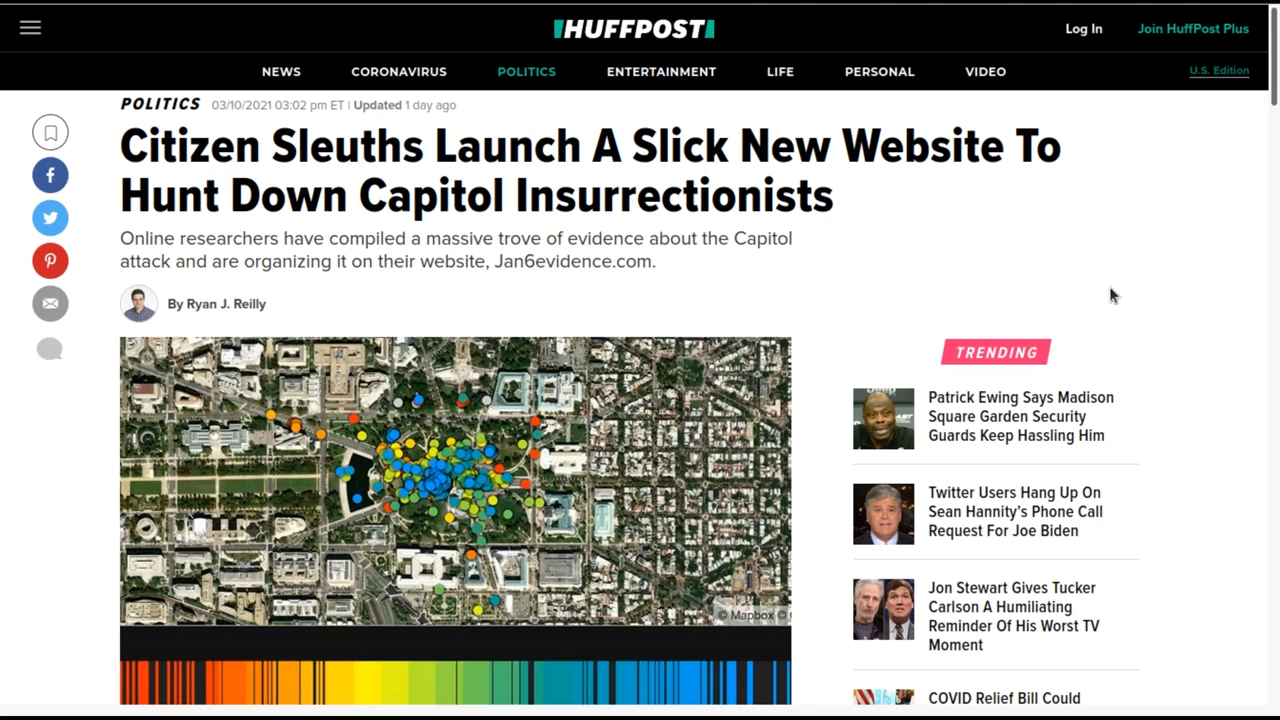 HUFFPOST
Log In
Join HuffPost Plus
NEWS
CORONAVIRUS
POLITICS
ENTERTAINMENT
LIFE
PERSONAL
VIDEO
U.S. Edition
POLITICS 03/10/2021 03:02 pm ET | Updated 1 day ago
Citizen Sleuths Launch A Slick New Website To
Hunt Down Capitol Insurrectionists
Online researchers have compiled a massive trove of evidence about the Capitol
attack and are organizing it on their website, Jan6evidence.com.
By Ryan J. Reilly
© Mapbox ©
TRENDING
Patrick Ewing Says Madison
Square Garden Security
Guards Keep Hassling Him
Twitter Users Hang Up On
Sean Hannity's Phone Call
Request For Joe Biden
Jon Stewart Gives Tucker
Carlson A Humiliating
Reminder Of His Worst TV
Moment
COVID Relief Bill Could